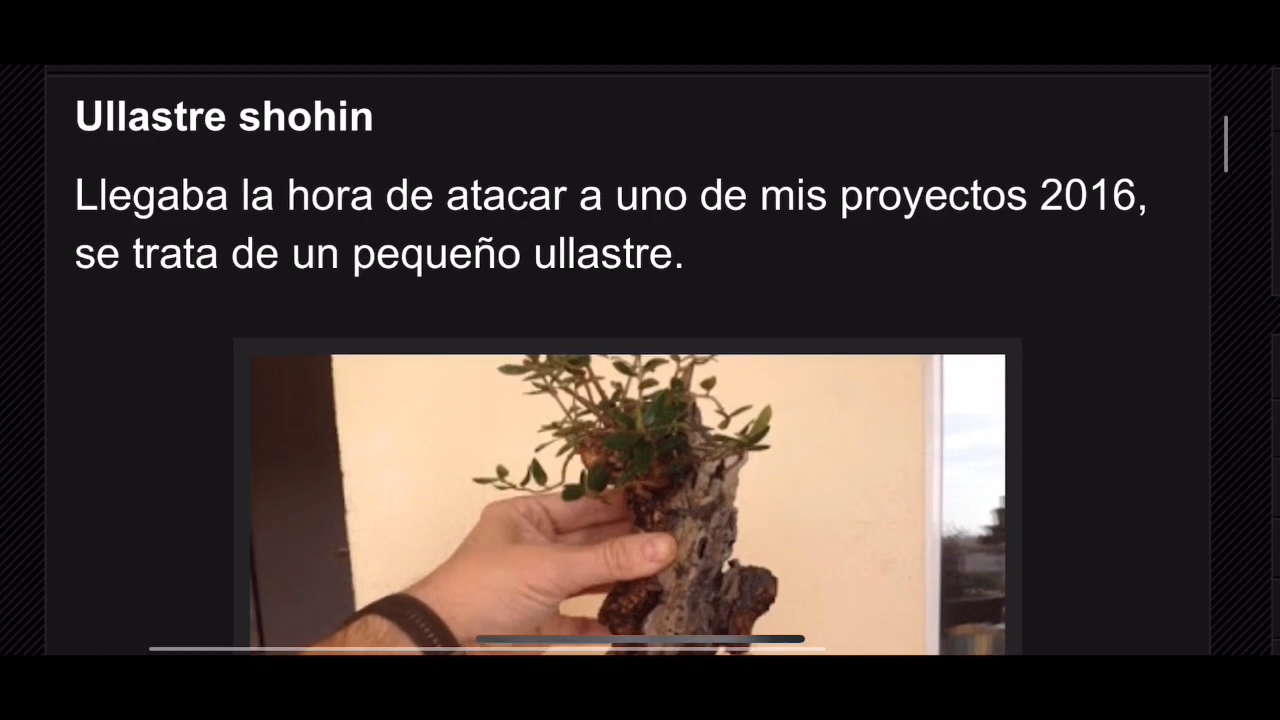 Ullastre shohin
Llegaba la hora de atacar a uno de mis proyectos 2016,
se trata de un pequeño ullastre.